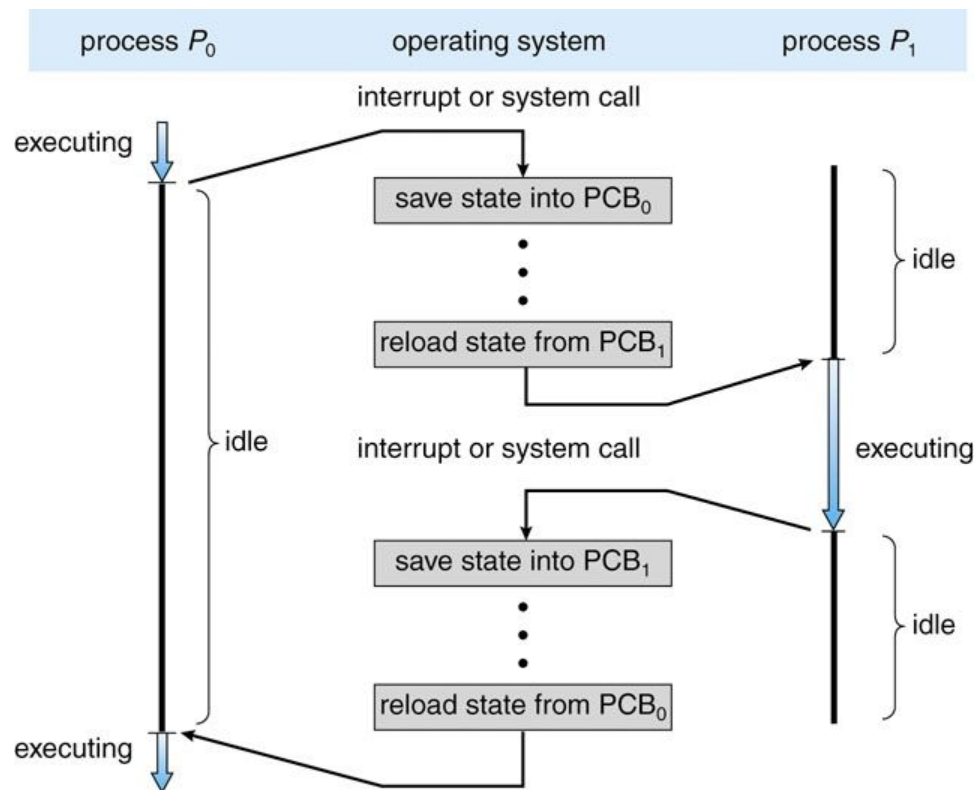 process P₀
operating system
process P₁
interrupt or system call
executing
save state into PCB₀
idle
reload state from PCB₁
idle
interrupt or system call
executing
save state into PCB₁
idle
reload state from PCB₀
executing